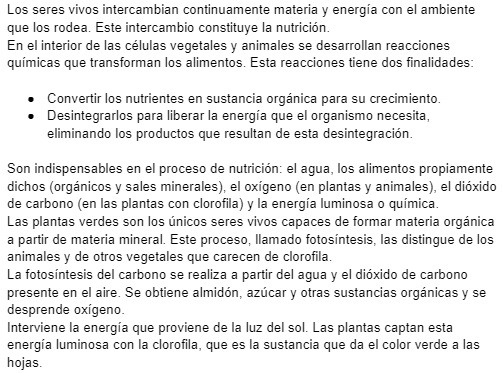 Los seres vivos intercambian continuamente materia y energía con el ambiente
que los rodea. Este intercambio constituye la nutrición.
En el interior de las células vegetales y animales se desarrollan reacciones
químicas que transforman los alimentos. Esta reacciones tiene dos finalidades:
● Convertir los nutrientes en sustancia orgánica para su crecimiento.
● Desintegrarlos para liberar la energía que el organismo necesita,
eliminando los productos que resultan de esta desintegración.
Son indispensables en el proceso de nutrición: el agua, los alimentos propiamente
dichos (orgánicos y sales minerales), el oxígeno (en plantas y animales), el dióxido
de carbono (en las plantas con clorofila) y la energía luminosa o química.
Las plantas verdes son los únicos seres vivos capaces de formar materia orgánica
a partir de materia mineral. Este proceso, llamado fotosíntesis, las distingue de los
animales y de otros vegetales que carecen de clorofila.
La fotosíntesis del carbono se realiza a partir del agua y el dióxido de carbono
presente en el aire. Se obtiene almidón, azúcar y otras sustancias orgánicas y se
desprende oxígeno.
Interviene la energía que proviene de la luz del sol. Las plantas captan esta
energía luminosa con la clorofila, que es la sustancia que da el color verde a las
hojas.